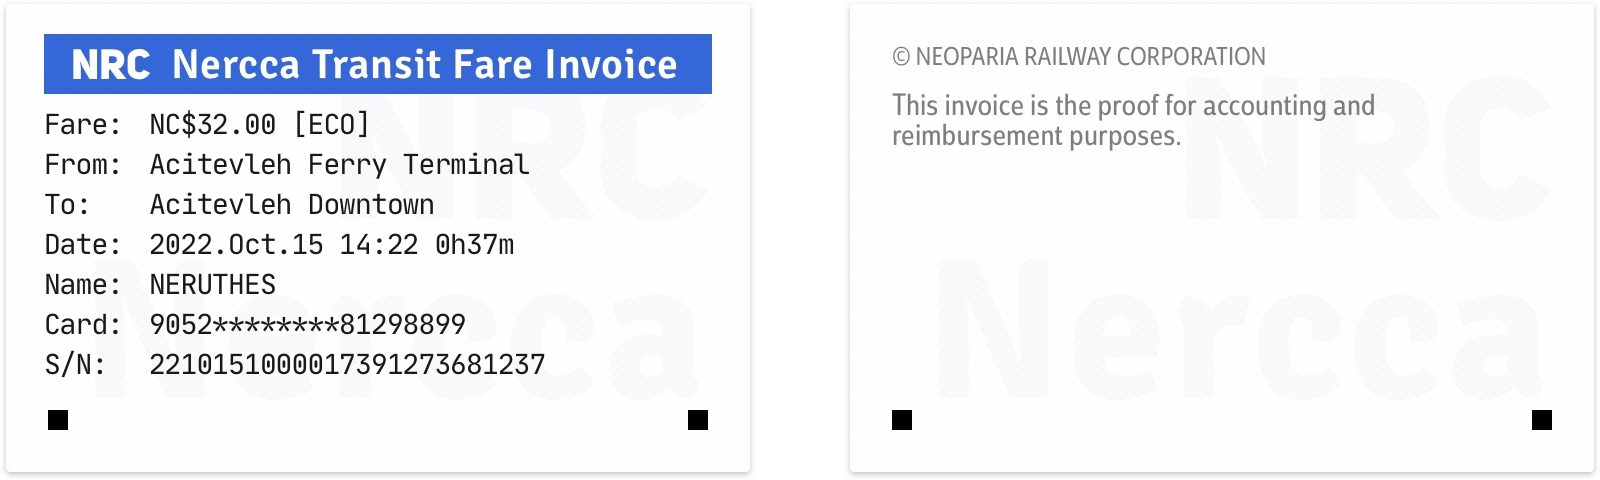 NRC Nercca Transit Fare Invoice
Fare: NC$32.00 [ECO]
From: Acitevleh Ferry Terminal
To: Acitevleh Downtown
Date: 2022.Oct.15 14:22 0h37m
Name: NERUTHES
Card: 9052********81298899
S/N: 2210151000017391273681237
NRC
Nercca
© NEOPARIA RAILWAY CORPORATION
This invoice is the proof for accounting and
reimbursement purposes.
NRC
Nercca